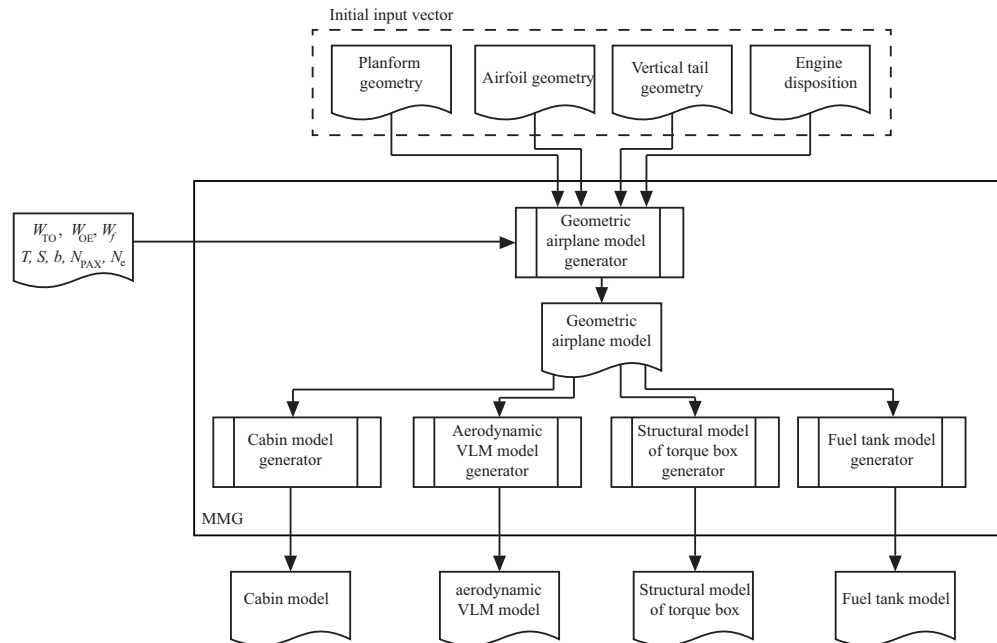 Initial input vector
Planform
geometry
Airfoil geometry
Vertical tail
geometry
Engine
disposition
W_TO, W_OE, W_f
T, S, b, N_PAX, N_e
Geometric
airplane model
generator
Geometric
airplane model
Cabin model
generator
Aerodynamic
VLM model
generator
Structural model
of torque box
generator
Fuel tank model
generator
MMG
Cabin model
aerodynamic
VLM model
Structural model
of torque box
Fuel tank model